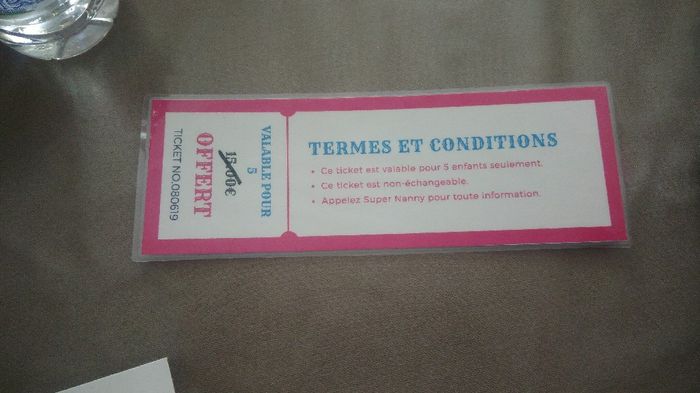 TERMES ET CONDITIONS
• Ce ticket est valable pour 5 enfants seulement.
• Ce ticket est non-échangeable.
• Appelez Super Nanny pour toute information.
VALABLE POUR
5
15.00€
OFFERT
TICKET NO.080619